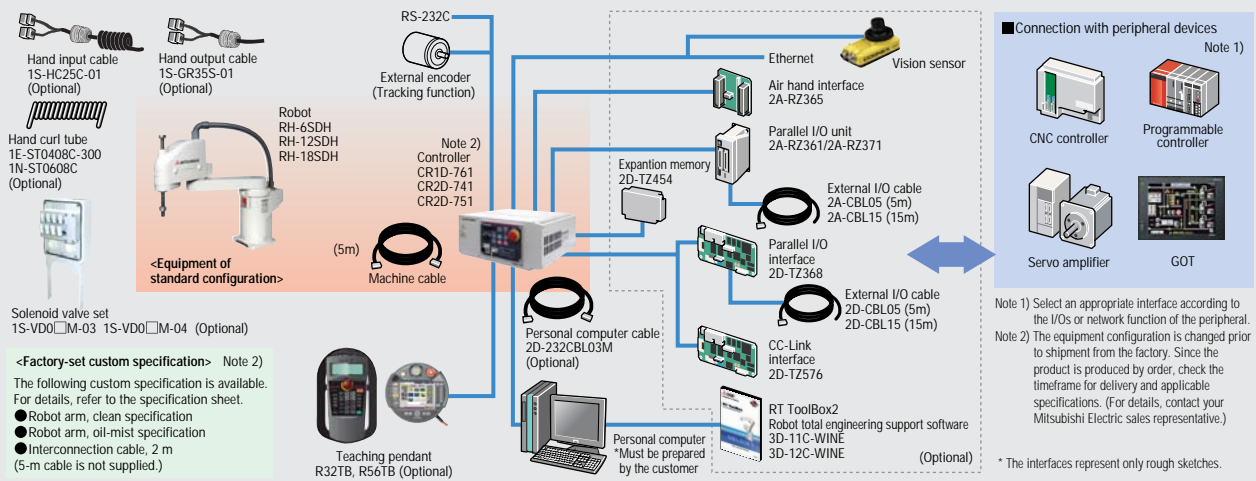 Hand input cable
1S-HC25C-01
(Optional)
Hand output cable
1S-GR35S-01
(Optional)
Hand curl tube
1E-ST0408C-300
1N-ST0608C
(Optional)
Solenoid valve set
1S-VD0□M-03 1S-VD0□M-04 (Optional)
<Factory-set custom specification> Note 2)
The following custom specification is available.
For details, refer to the specification sheet.
●Robot arm, clean specification
●Robot arm, oil-mist specification
●Interconnection cable, 2 m
(5-m cable is not supplied.)
RS-232C
External encoder
(Tracking function)
Robot
RH-6SDH
RH-12SDH
RH-18SDH
Note 2)
Controller
CR1D-761
CR2D-741
CR2D-751
<Equipment of
standard configuration>
(5m)
Machine cable
Personal computer cable
2D-232CBL03M
(Optional)
Teaching pendant
R32TB, R56TB (Optional)
Personal computer
*Must be prepared
by the customer
Vision sensor
Ethernet
Air hand interface
2A-RZ365
Parallel I/O unit
2A-RZ361/2A-RZ371
Expantion memory
2D-TZ454
External I/O cable
2A-CBL05 (5m)
2A-CBL15 (15m)
Parallel I/O
interface
2D-TZ368
External I/O cable
2D-CBL05 (5m)
2D-CBL15 (15m)
CC-Link
interface
2D-TZ576
RT ToolBox2
Robot total engineering support software
3D-11C-WINE
3D-12C-WINE
(Optional)
■Connection with peripheral devices
Note 1)
CNC controller
Programmable
controller
Servo amplifier
GOT
Note 1) Select an appropriate interface according to
the I/Os or network function of the peripheral.
Note 2) The equipment configuration is changed prior
to shipment from the factory. Since the
product is produced by order, check the
timeframe for delivery and applicable
specifications. (For details, contact your
Mitsubishi Electric sales representative.)
* The interfaces represent only rough sketches.